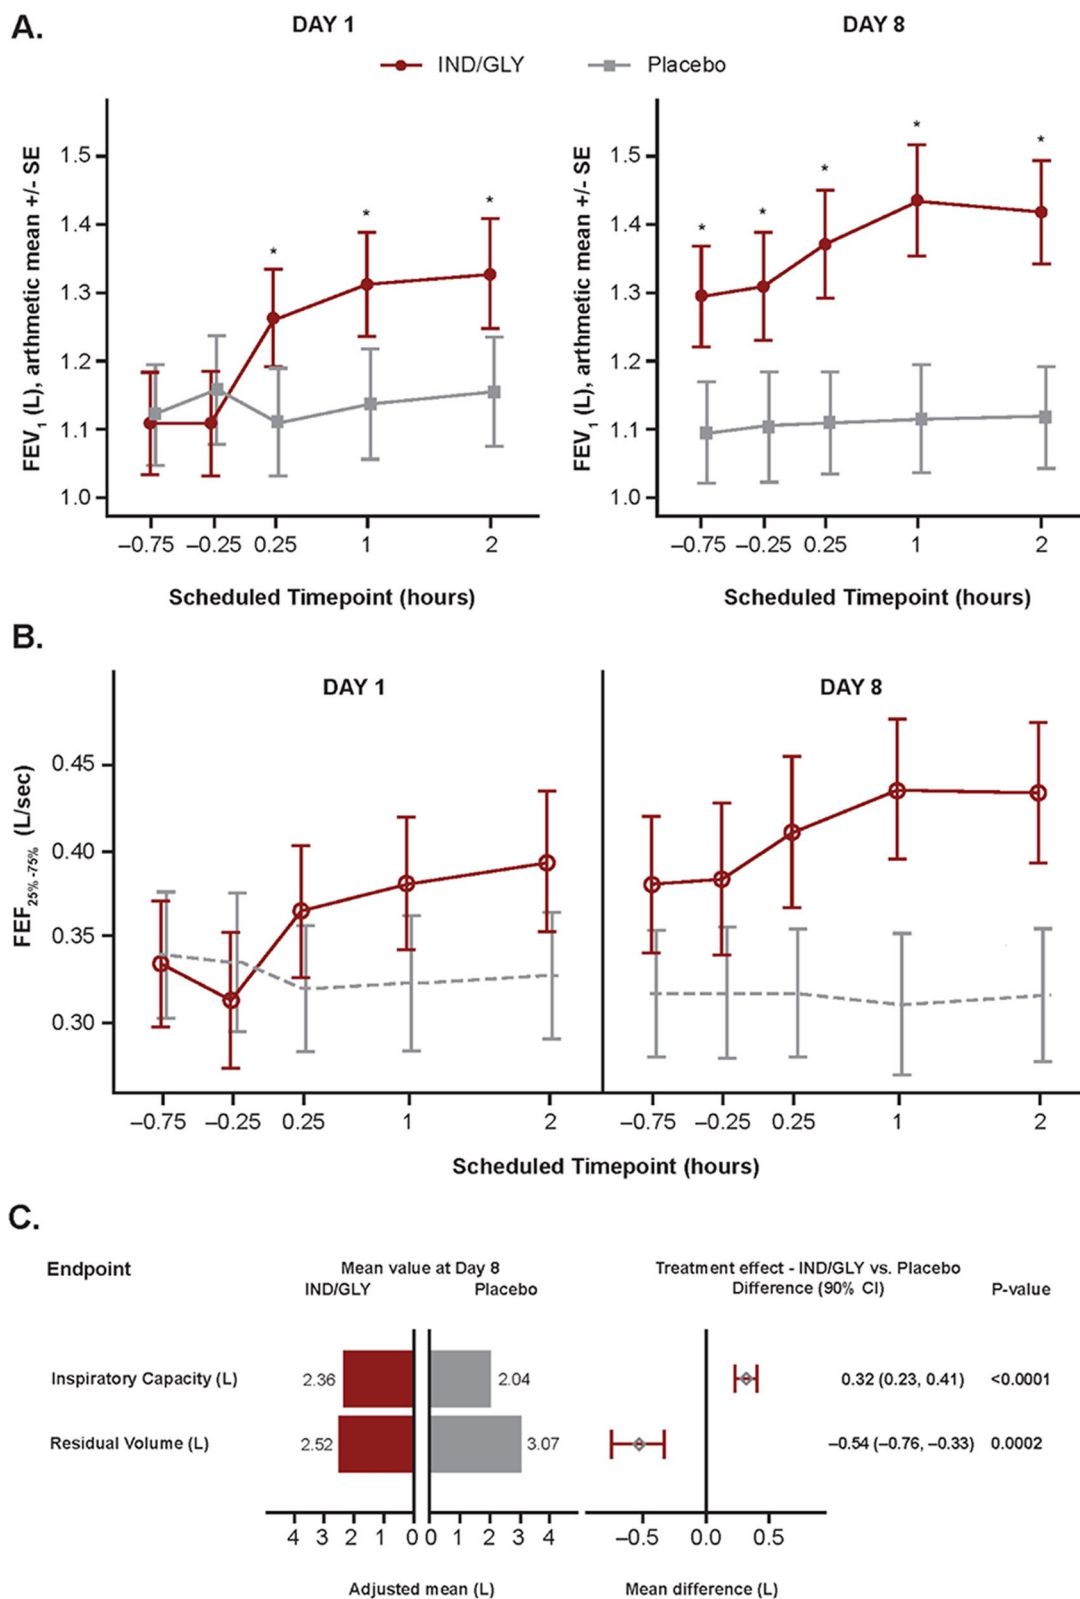 A.
DAY 1
DAY 8
IND/GLY
Placebo
FEV1 (L), arthmetic mean +/- SE
1.5
1.4
1.3
1.2
1.1
1.0
* * *
–0.75 –0.25 0.25 1 2
Scheduled Timepoint (hours)
FEV1 (L), arthmetic mean +/- SE
1.5
1.4
1.3
1.2
1.1
1.0
* * * * *
–0.75 –0.25 0.25 1 2
Scheduled Timepoint (hours)
B.
DAY 1
DAY 8
FEF25% -75% (L/sec)
0.45
0.40
0.35
0.30
–0.75 –0.25 0.25 1 2
–0.75 –0.25 0.25 1 2
Scheduled Timepoint (hours)
C.
Endpoint
Mean value at Day 8
IND/GLY Placebo
Treatment effect - IND/GLY vs. Placebo
Difference (90% CI)
P-value
Inspiratory Capacity (L) 2.36 2.04 0.32 (0.23, 0.41) <0.0001
Residual Volume (L) 2.52 3.07 –0.54 (–0.76, –0.33) 0.0002
4 3 2 1 0 0 1 2 3 4
–0.5 0.0 0.5
Adjusted mean (L)
Mean difference (L)